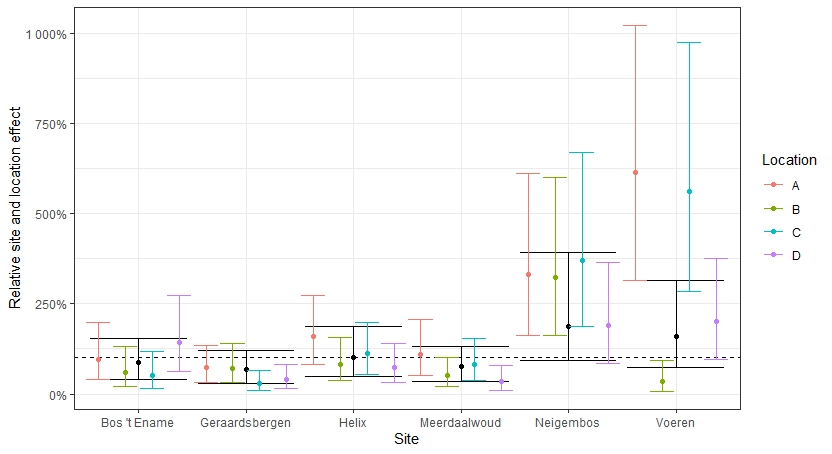 Relative site and location effect
1 000%
750%
500%
250%
0%
Bos 't Ename
Geraardsbergen
Helix
Meerdaalwoud
Neigembos
Voeren
Site
Location
A
B
C
D